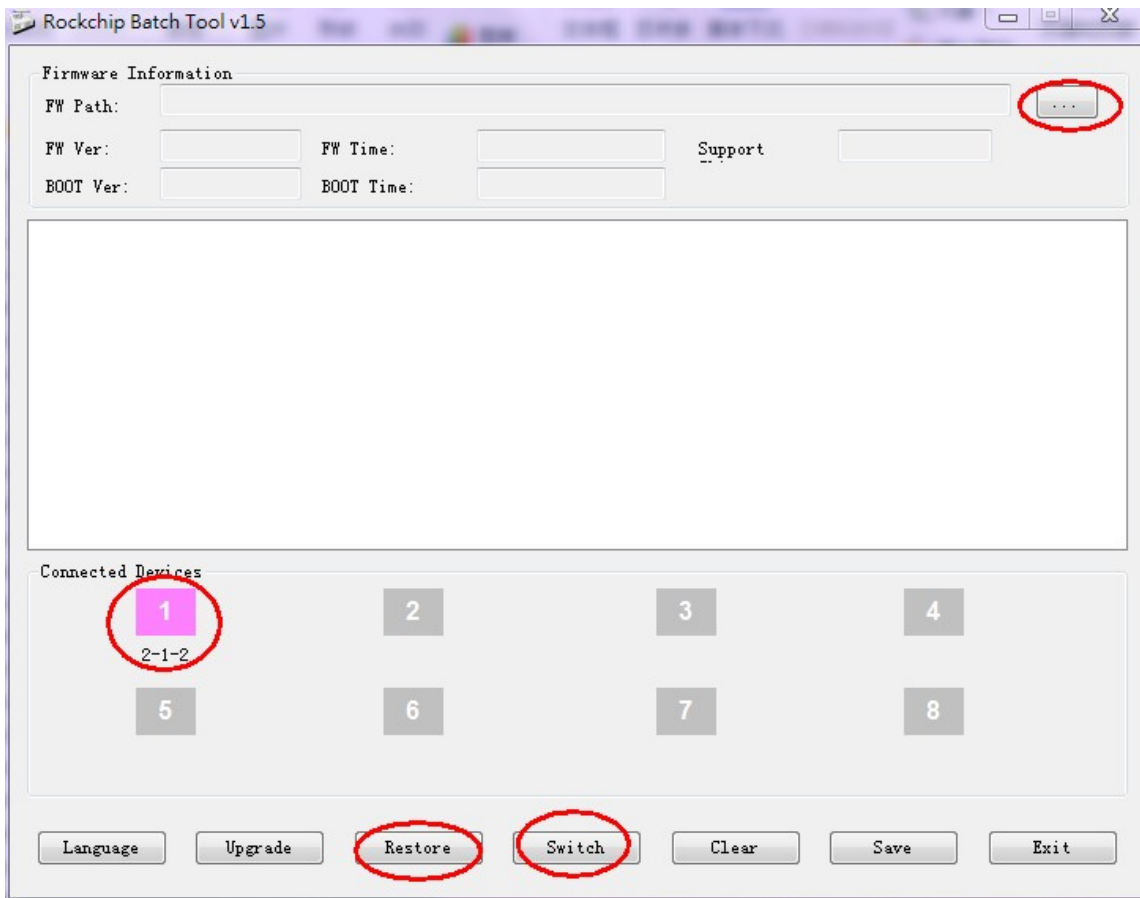 Rockchip Batch Tool v1.5
Firmware Information
FW Path:
...
FW Ver: FW Time: Support
BOOT Ver: BOOT Time:
Connected Devices
1 2 3 4
2-1-2
5 6 7 8
Language Upgrade Restore Switch Clear Save Exit